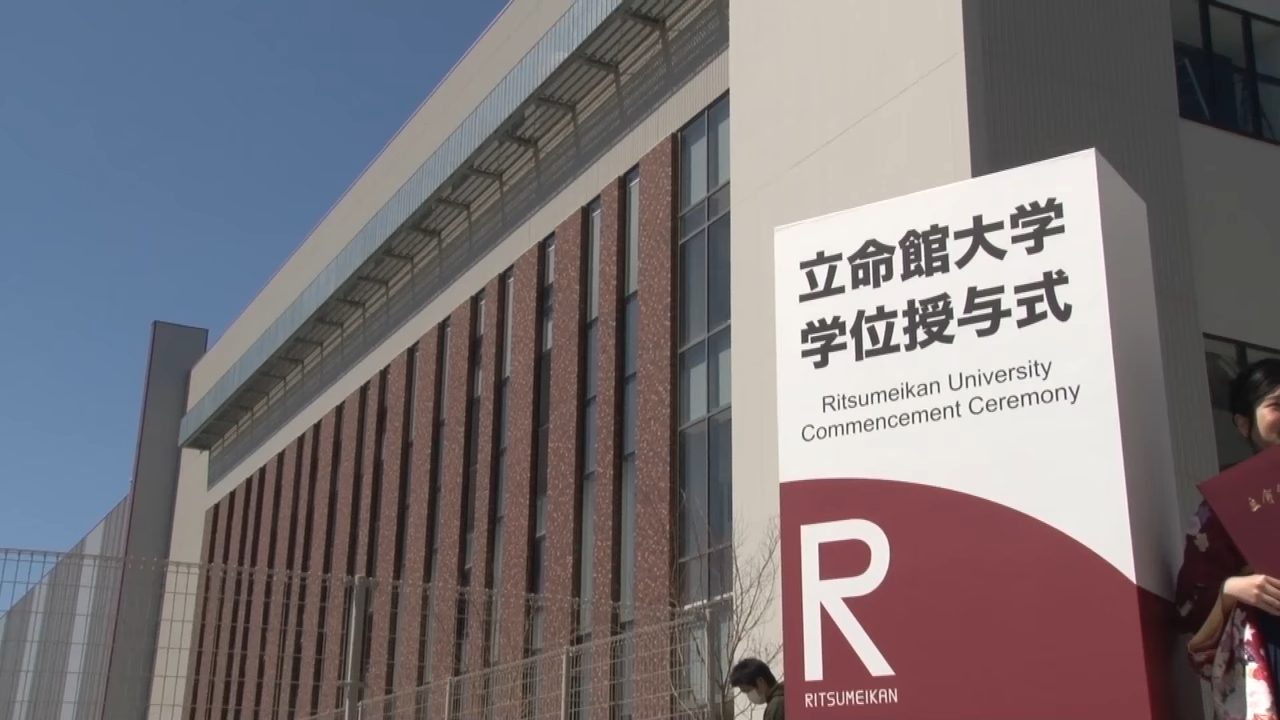 立命館大学
学位授与式
Ritsumeikan University
Commencement Ceremony
R
RITSUMEIKAN